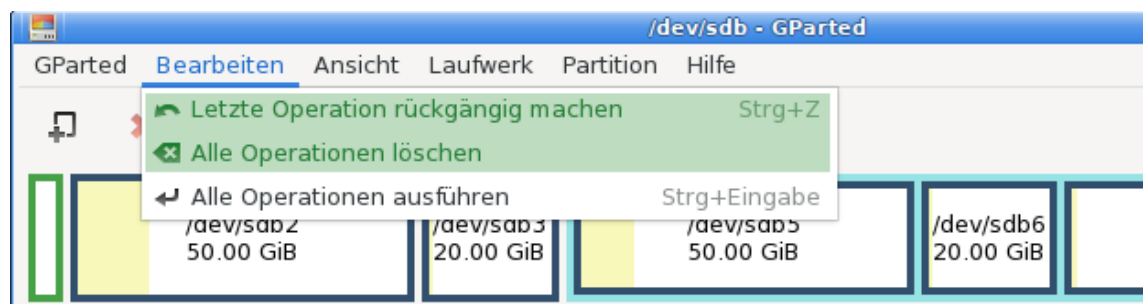 /dev/sdb - GParted
GParted Bearbeiten Ansicht Laufwerk Partition Hilfe
Letzte Operation rückgängig machen Strg+Z
Alle Operationen löschen
Alle Operationen ausführen Strg+Eingabe
/dev/sdb2 /dev/sdb3 /dev/sdb5 /dev/sdb6
50.00 GiB 20.00 GiB 50.00 GiB 20.00 GiB